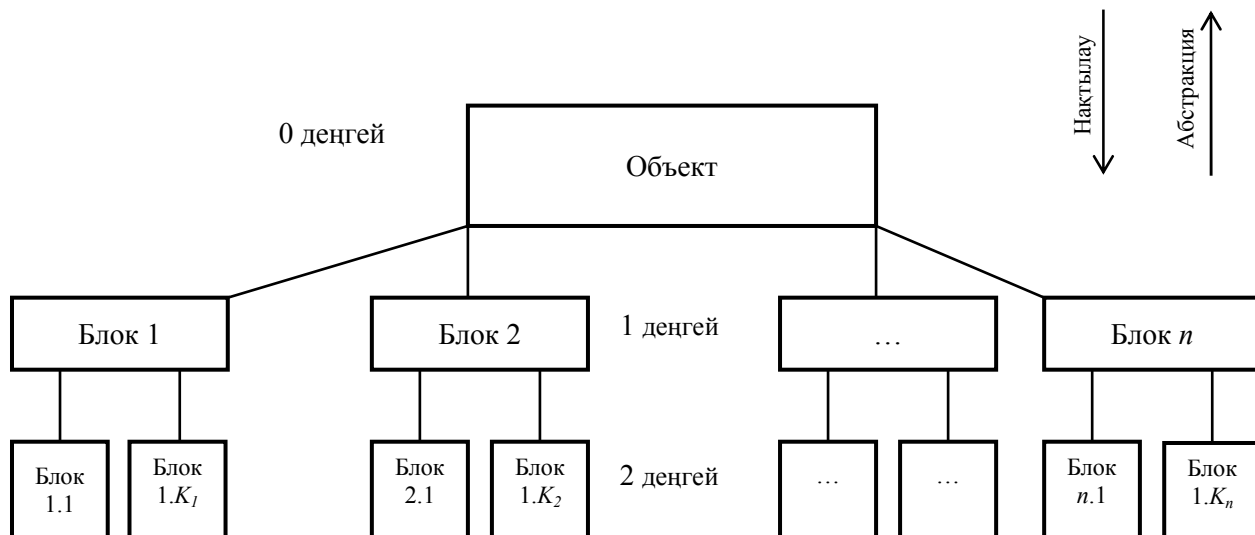 Нақтылау
Абстракция
0 деңгей
Объект
Блок 1
Блок 2
1 деңгей
…
Блок n
Блок
1.1
Блок
1.K₁
Блок
2.1
Блок
1.K₂
2 деңгей
…
…
Блок
n.1
Блок
1.Kₙ